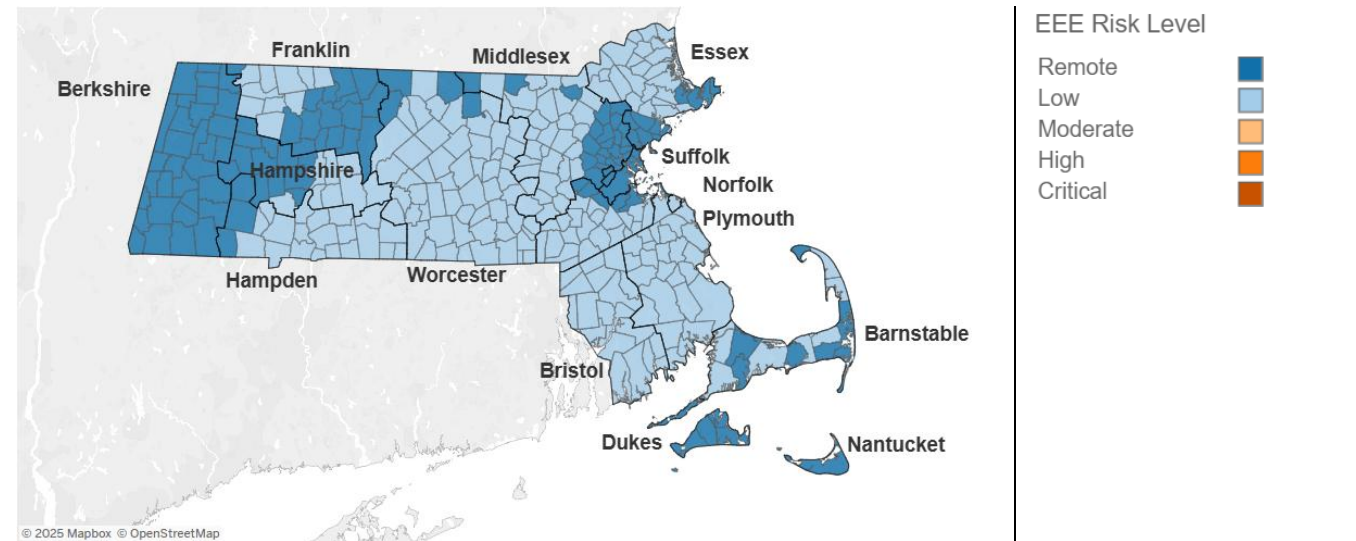 EEE Risk Level
Remote
Low
Moderate
High
Critical
Franklin
Middlesex
Essex
Berkshire
Suffolk
Hampshire
Norfolk
Plymouth
Hampden
Worcester
Barnstable
Bristol
Dukes
Nantucket
© 2025 Mapbox © OpenStreetMap